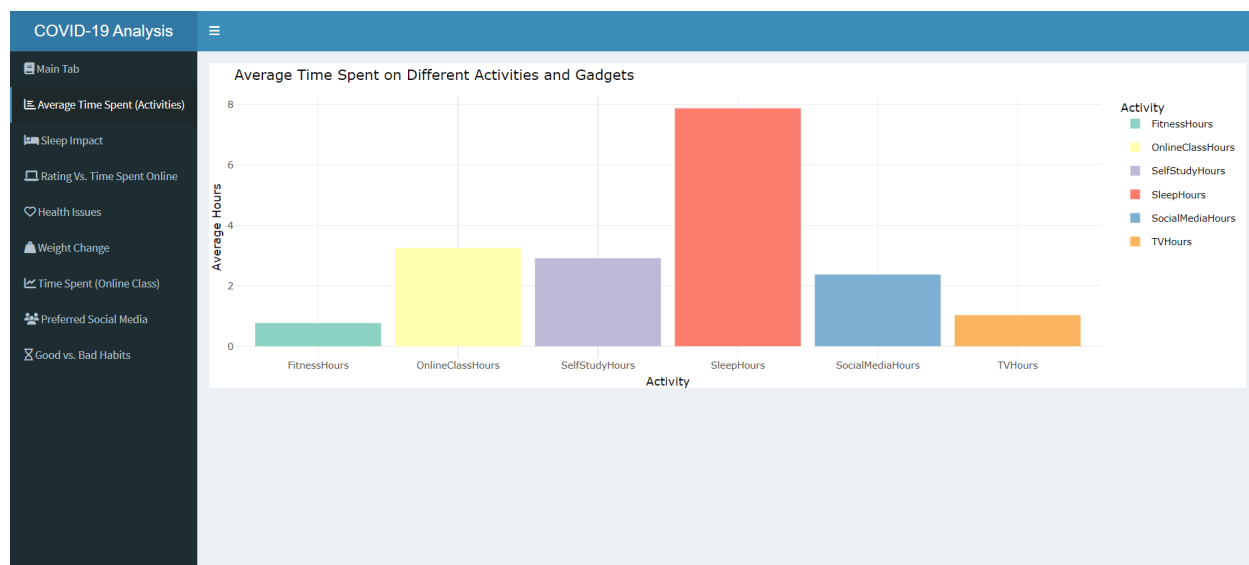 COVID-19 Analysis
Main Tab
Average Time Spent (Activities)
Sleep Impact
Rating Vs. Time Spent Online
Health Issues
Weight Change
Time Spent (Online Class)
Preferred Social Media
Good vs. Bad Habits
Average Time Spent on Different Activities and Gadgets
Average Hours
8
6
4
2
0
FitnessHours
OnlineClassHours
SelfStudyHours
SleepHours
SocialMediaHours
TVHours
Activity
Activity
FitnessHours
OnlineClassHours
SelfStudyHours
SleepHours
SocialMediaHours
TVHours